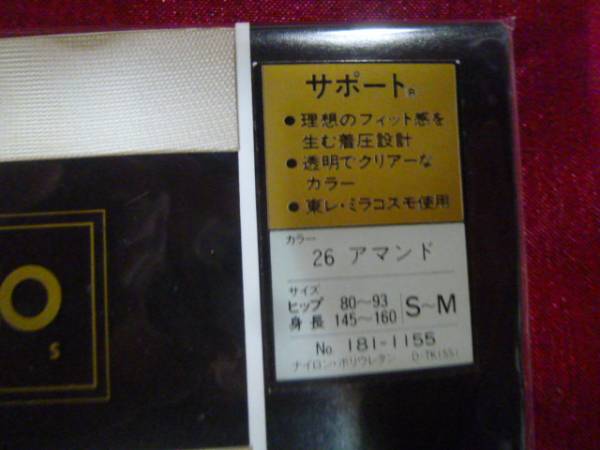 サポート®
●理想のフィット感を
生む着圧設計
●透明でクリアーな
カラー
●東レ・ミラコスモ使用
カラー
26 アマンド
サイズ
ヒップ 80〜93
身長 145〜160
S〜M
No 181-1155
ナイロン・ポリウレタン
O
S